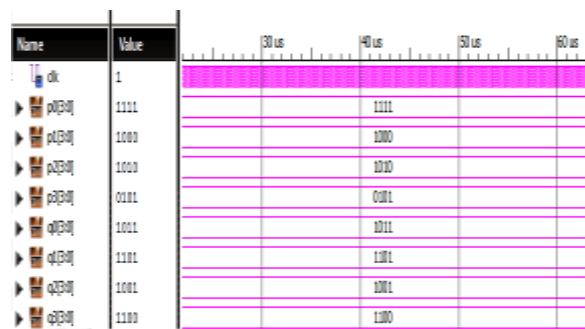 Name Value 30 us 40 us 50 us 60 us
clk 1
p0[3:0] 1111 1111
p1[3:0] 1000 1000
p2[3:0] 1010 1010
p3[3:0] 0101 0101
q0[3:0] 1011 1011
q1[3:0] 1101 1101
q2[3:0] 1001 1001
q3[3:0] 1100 1100